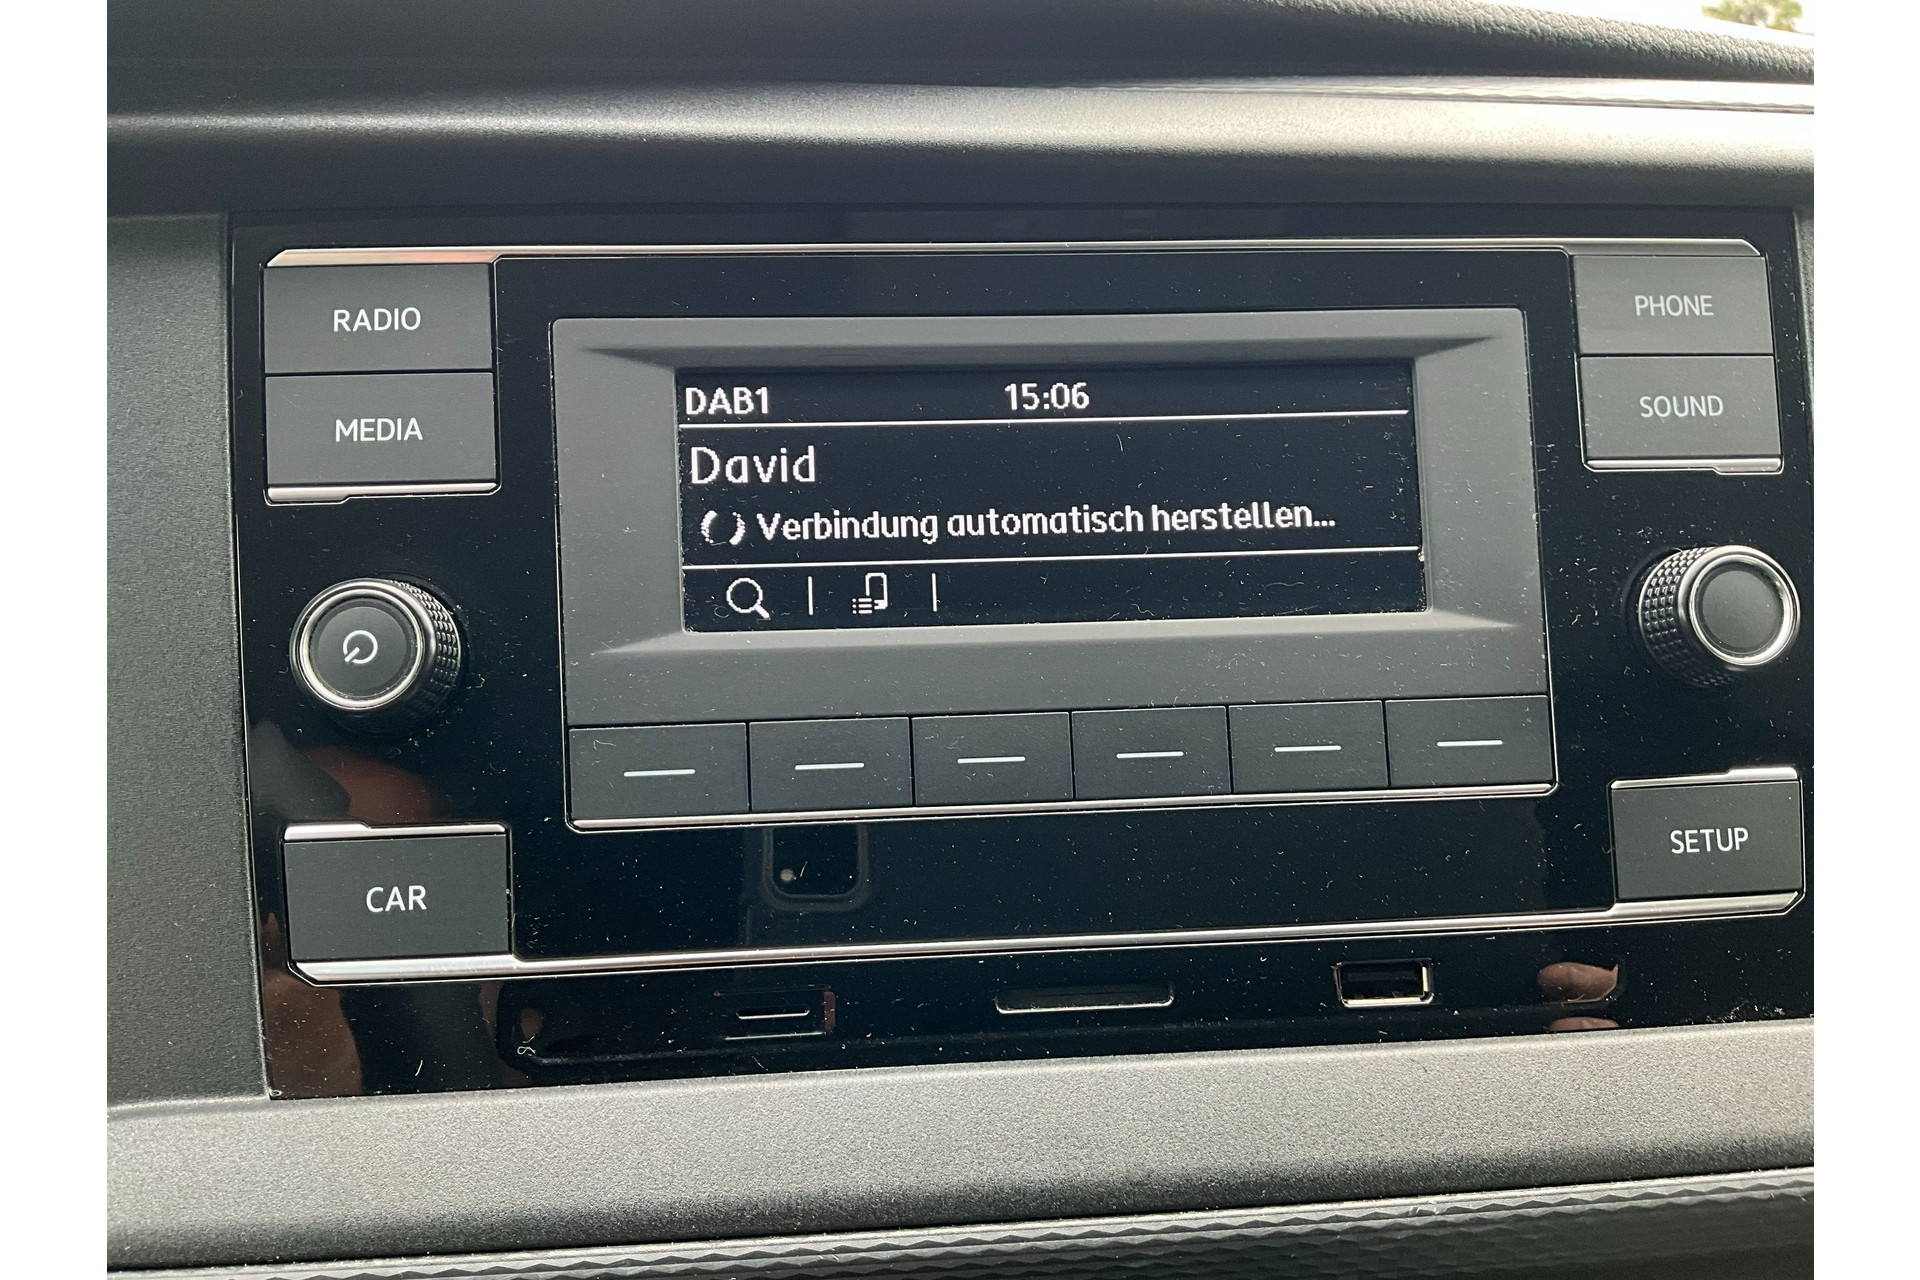 RADIO
MEDIA
PHONE
SOUND
DAB1 15:06
David
Verbindung automatisch herstellen...
CAR
SETUP